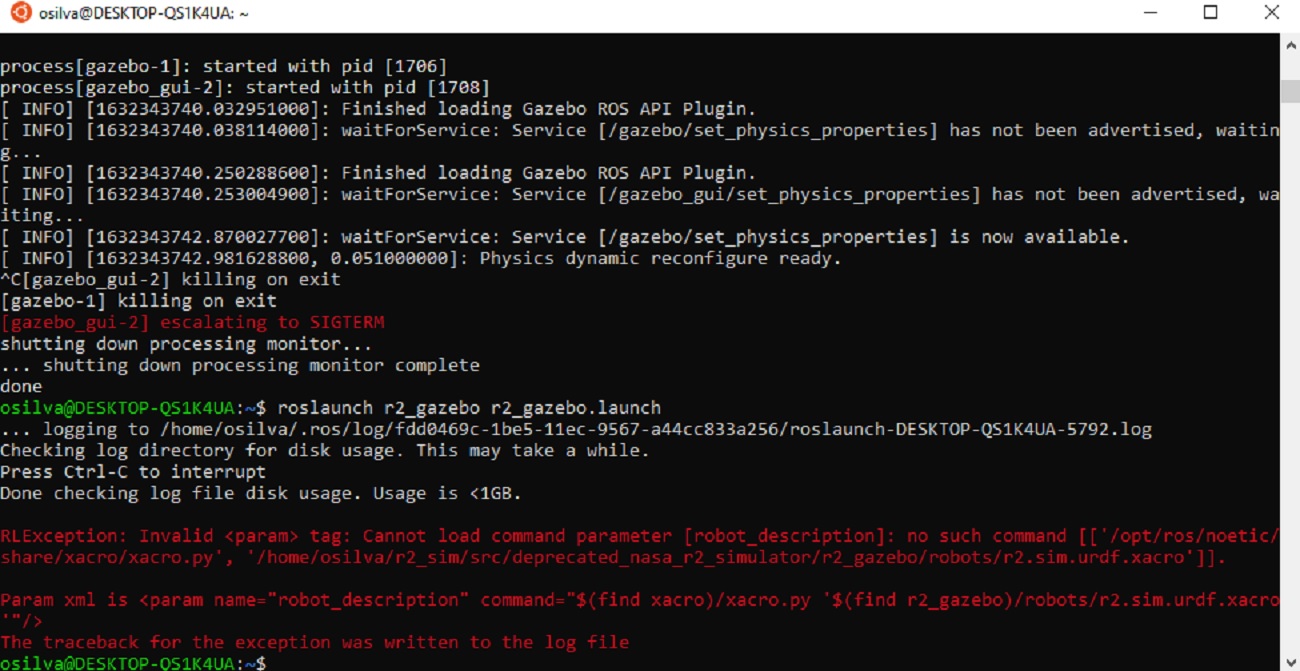 osilva@DESKTOP-QS1K4UA: ~
process[gazebo-1]: started with pid [1706]
process[gazebo_gui-2]: started with pid [1708]
[ INFO] [1632343740.032951000]: Finished loading Gazebo ROS API Plugin.
[ INFO] [1632343740.038114000]: waitForService: Service [/gazebo/set_physics_properties] has not been advertised, waitin
g...
[ INFO] [1632343740.250288600]: Finished loading Gazebo ROS API Plugin.
[ INFO] [1632343740.253004900]: waitForService: Service [/gazebo_gui/set_physics_properties] has not been advertised, wa
iting...
[ INFO] [1632343742.870027700]: waitForService: Service [/gazebo/set_physics_properties] is now available.
[ INFO] [1632343742.981628800, 0.051000000]: Physics dynamic reconfigure ready.
^C[gazebo_gui-2] killing on exit
[gazebo-1] killing on exit
[gazebo_gui-2] escalating to SIGTERM
shutting down processing monitor...
... shutting down processing monitor complete
done
osilva@DESKTOP-QS1K4UA:~$ roslaunch r2_gazebo r2_gazebo.launch
... logging to /home/osilva/.ros/log/fdd0469c-1be5-11ec-9567-a44cc833a256/roslaunch-DESKTOP-QS1K4UA-5792.log
Checking log directory for disk usage. This may take a while.
Press Ctrl-C to interrupt
Done checking log file disk usage. Usage is <1GB.
RLException: Invalid <param> tag: Cannot load command parameter [robot_description]: no such command [['/opt/ros/noetic/
share/xacro/xacro.py', '/home/osilva/r2_sim/src/deprecated_nasa_r2_simulator/r2_gazebo/robots/r2.sim.urdf.xacro']].
Param xml is <param name="robot_description" command="$(find xacro)/xacro.py '$(find r2_gazebo)/robots/r2.sim.urdf.xacro
'"/>
The traceback for the exception was written to the log file
osilva@DESKTOP-QS1K4UA:~$